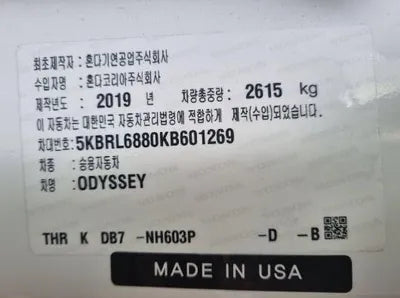 최초제작자 : 혼다기연공업주식회사
수입자명 : 혼다코리아주식회사
제작년도 : 2019 년 차량총중량 : 2615 kg
이 자동차는 대한민국 자동차관리법령에 적합하게 제작(수입)되었습니다.
차대번호: 5KBRL6880KB601269
차종: 승용자동차
차명: ODYSSEY
THR K DB7 -NH603P -D -B
MADE IN USA